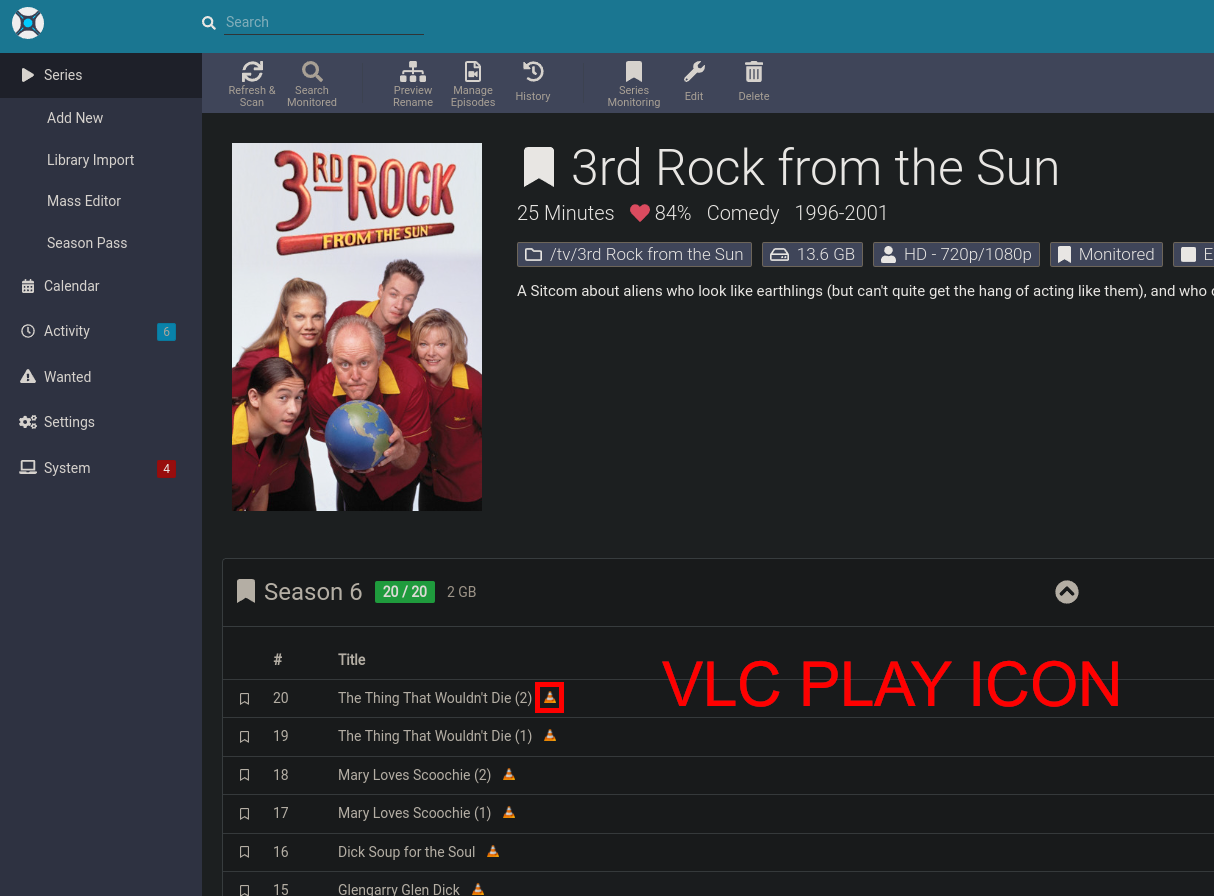 Search
Series
Add New
Library Import
Mass Editor
Season Pass
Calendar
Activity 6
Wanted
Settings
System 4
Refresh & Scan
Search Monitored
Preview Rename
Manage Episodes
History
Series Monitoring
Edit
Delete
3RD ROCK
FROM THE SUN
3rd Rock from the Sun
25 Minutes 84% Comedy 1996-2001
/tv/3rd Rock from the Sun 13.6 GB HD - 720p/1080p Monitored E
A Sitcom about aliens who look like earthlings (but can't quite get the hang of acting like them), and who
Season 6 20 / 20 2 GB
# Title
VLC PLAY ICON
20 The Thing That Wouldn't Die (2)
19 The Thing That Wouldn't Die (1)
18 Mary Loves Scoochie (2)
17 Mary Loves Scoochie (1)
16 Dick Soup for the Soul
15 Glengarry Glen Dick